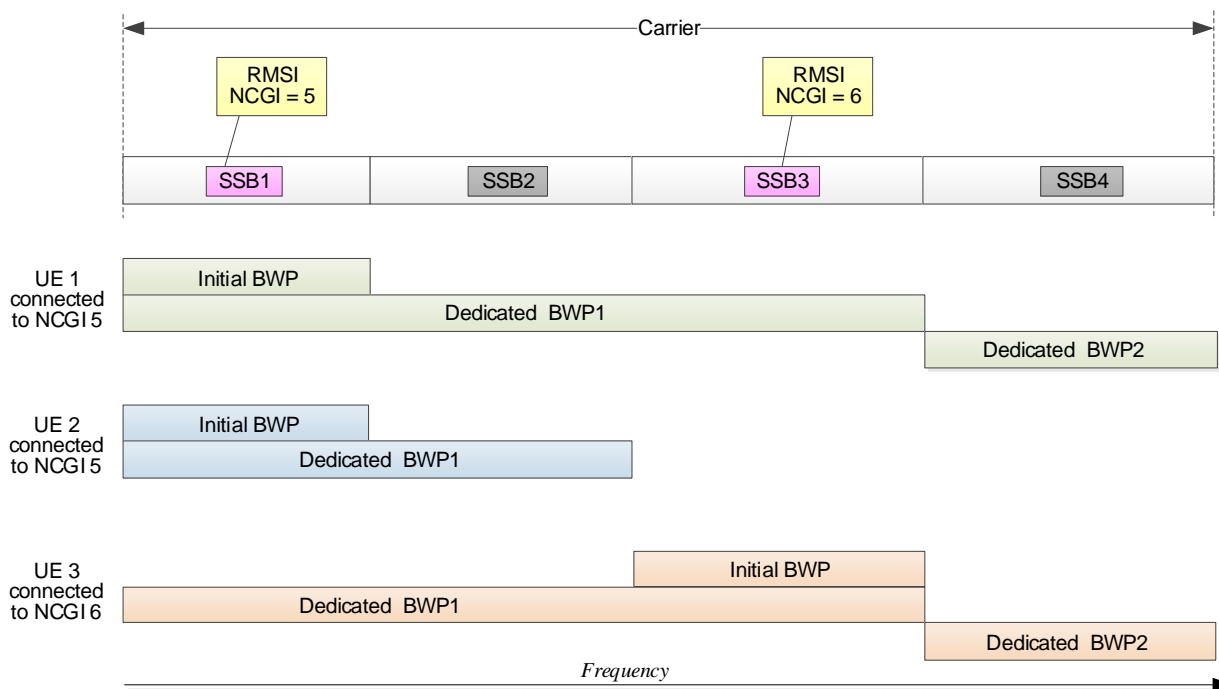 Carrier
RMSI
NCGI = 5
RMSI
NCGI = 6
SSB1
SSB2
SSB3
SSB4
UE 1
connected
to NCGI 5
Initial BWP
Dedicated BWP1
Dedicated BWP2
UE 2
connected
to NCGI 5
Initial BWP
Dedicated BWP1
UE 3
connected
to NCGI 6
Initial BWP
Dedicated BWP1
Dedicated BWP2
Frequency